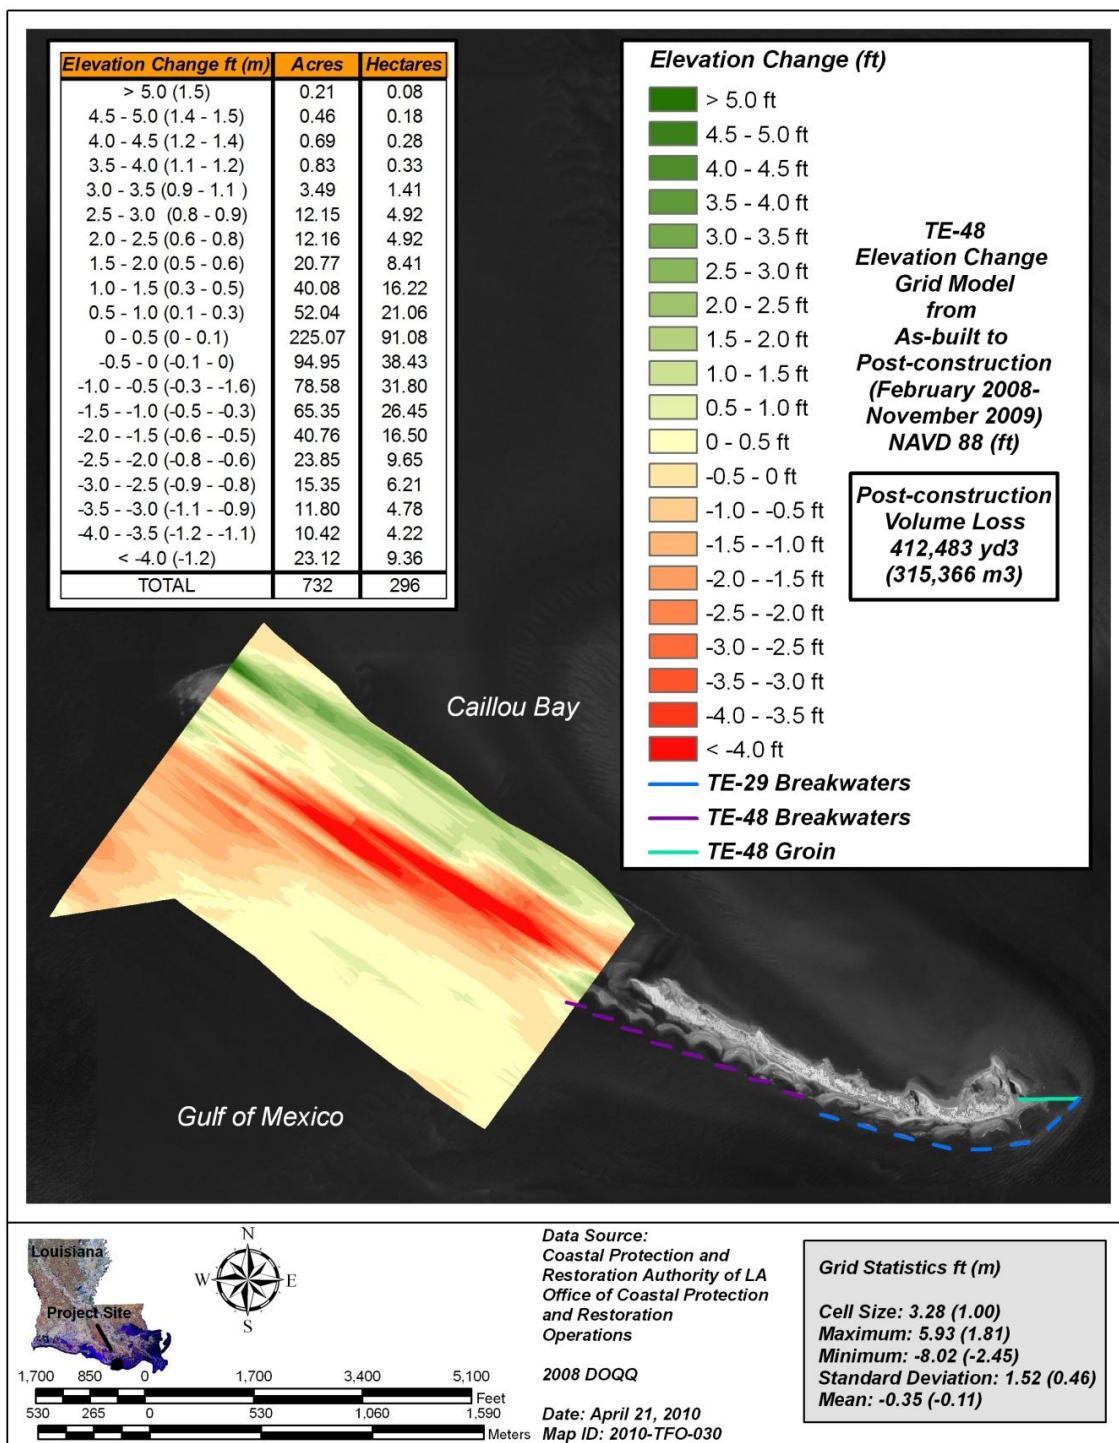 Elevation Change ft (m) Acres Hectares
> 5.0 (1.5) 0.21 0.08
4.5 - 5.0 (1.4 - 1.5) 0.46 0.18
4.0 - 4.5 (1.2 - 1.4) 0.69 0.28
3.5 - 4.0 (1.1 - 1.2) 0.83 0.33
3.0 - 3.5 (0.9 - 1.1 ) 3.49 1.41
2.5 - 3.0 (0.8 - 0.9) 12.15 4.92
2.0 - 2.5 (0.6 - 0.8) 12.16 4.92
1.5 - 2.0 (0.5 - 0.6) 20.77 8.41
1.0 - 1.5 (0.3 - 0.5) 40.08 16.22
0.5 - 1.0 (0.1 - 0.3) 52.04 21.06
0 - 0.5 (0 - 0.1) 225.07 91.08
-0.5 - 0 (-0.1 - 0) 94.95 38.43
-1.0 - -0.5 (-0.3 - -1.6) 78.58 31.80
-1.5 - -1.0 (-0.5 - -0.3) 65.35 26.45
-2.0 - -1.5 (-0.6 - -0.5) 40.76 16.50
-2.5 - -2.0 (-0.8 - -0.6) 23.85 9.65
-3.0 - -2.5 (-0.9 - -0.8) 15.35 6.21
-3.5 - -3.0 (-1.1 - -0.9) 11.80 4.78
-4.0 - -3.5 (-1.2 - -1.1) 10.42 4.22
< -4.0 (-1.2) 23.12 9.36
TOTAL 732 296
Elevation Change (ft)
> 5.0 ft
4.5 - 5.0 ft
4.0 - 4.5 ft
3.5 - 4.0 ft
3.0 - 3.5 ft
2.5 - 3.0 ft
2.0 - 2.5 ft
1.5 - 2.0 ft
1.0 - 1.5 ft
0.5 - 1.0 ft
0 - 0.5 ft
-0.5 - 0 ft
-1.0 - -0.5 ft
-1.5 - -1.0 ft
-2.0 - -1.5 ft
-2.5 - -2.0 ft
-3.0 - -2.5 ft
-3.5 - -3.0 ft
-4.0 - -3.5 ft
< -4.0 ft
TE-29 Breakwaters
TE-48 Breakwaters
TE-48 Groin
TE-48
Elevation Change
Grid Model
from
As-built to
Post-construction
(February 2008-
November 2009)
NAVD 88 (ft)
Post-construction
Volume Loss
412,483 yd3
(315,366 m3)
Caillou Bay
Gulf of Mexico
Louisiana
Project Site
N
W E
S
1,700 850 0 1,700 3,400 5,100
Feet
530 265 0 530 1,060 1,590
Meters
Data Source:
Coastal Protection and
Restoration Authority of LA
Office of Coastal Protection
and Restoration
Operations
2008 DOQQ
Date: April 21, 2010
Map ID: 2010-TFO-030
Grid Statistics ft (m)
Cell Size: 3.28 (1.00)
Maximum: 5.93 (1.81)
Minimum: -8.02 (-2.45)
Standard Deviation: 1.52 (0.46)
Mean: -0.35 (-0.11)